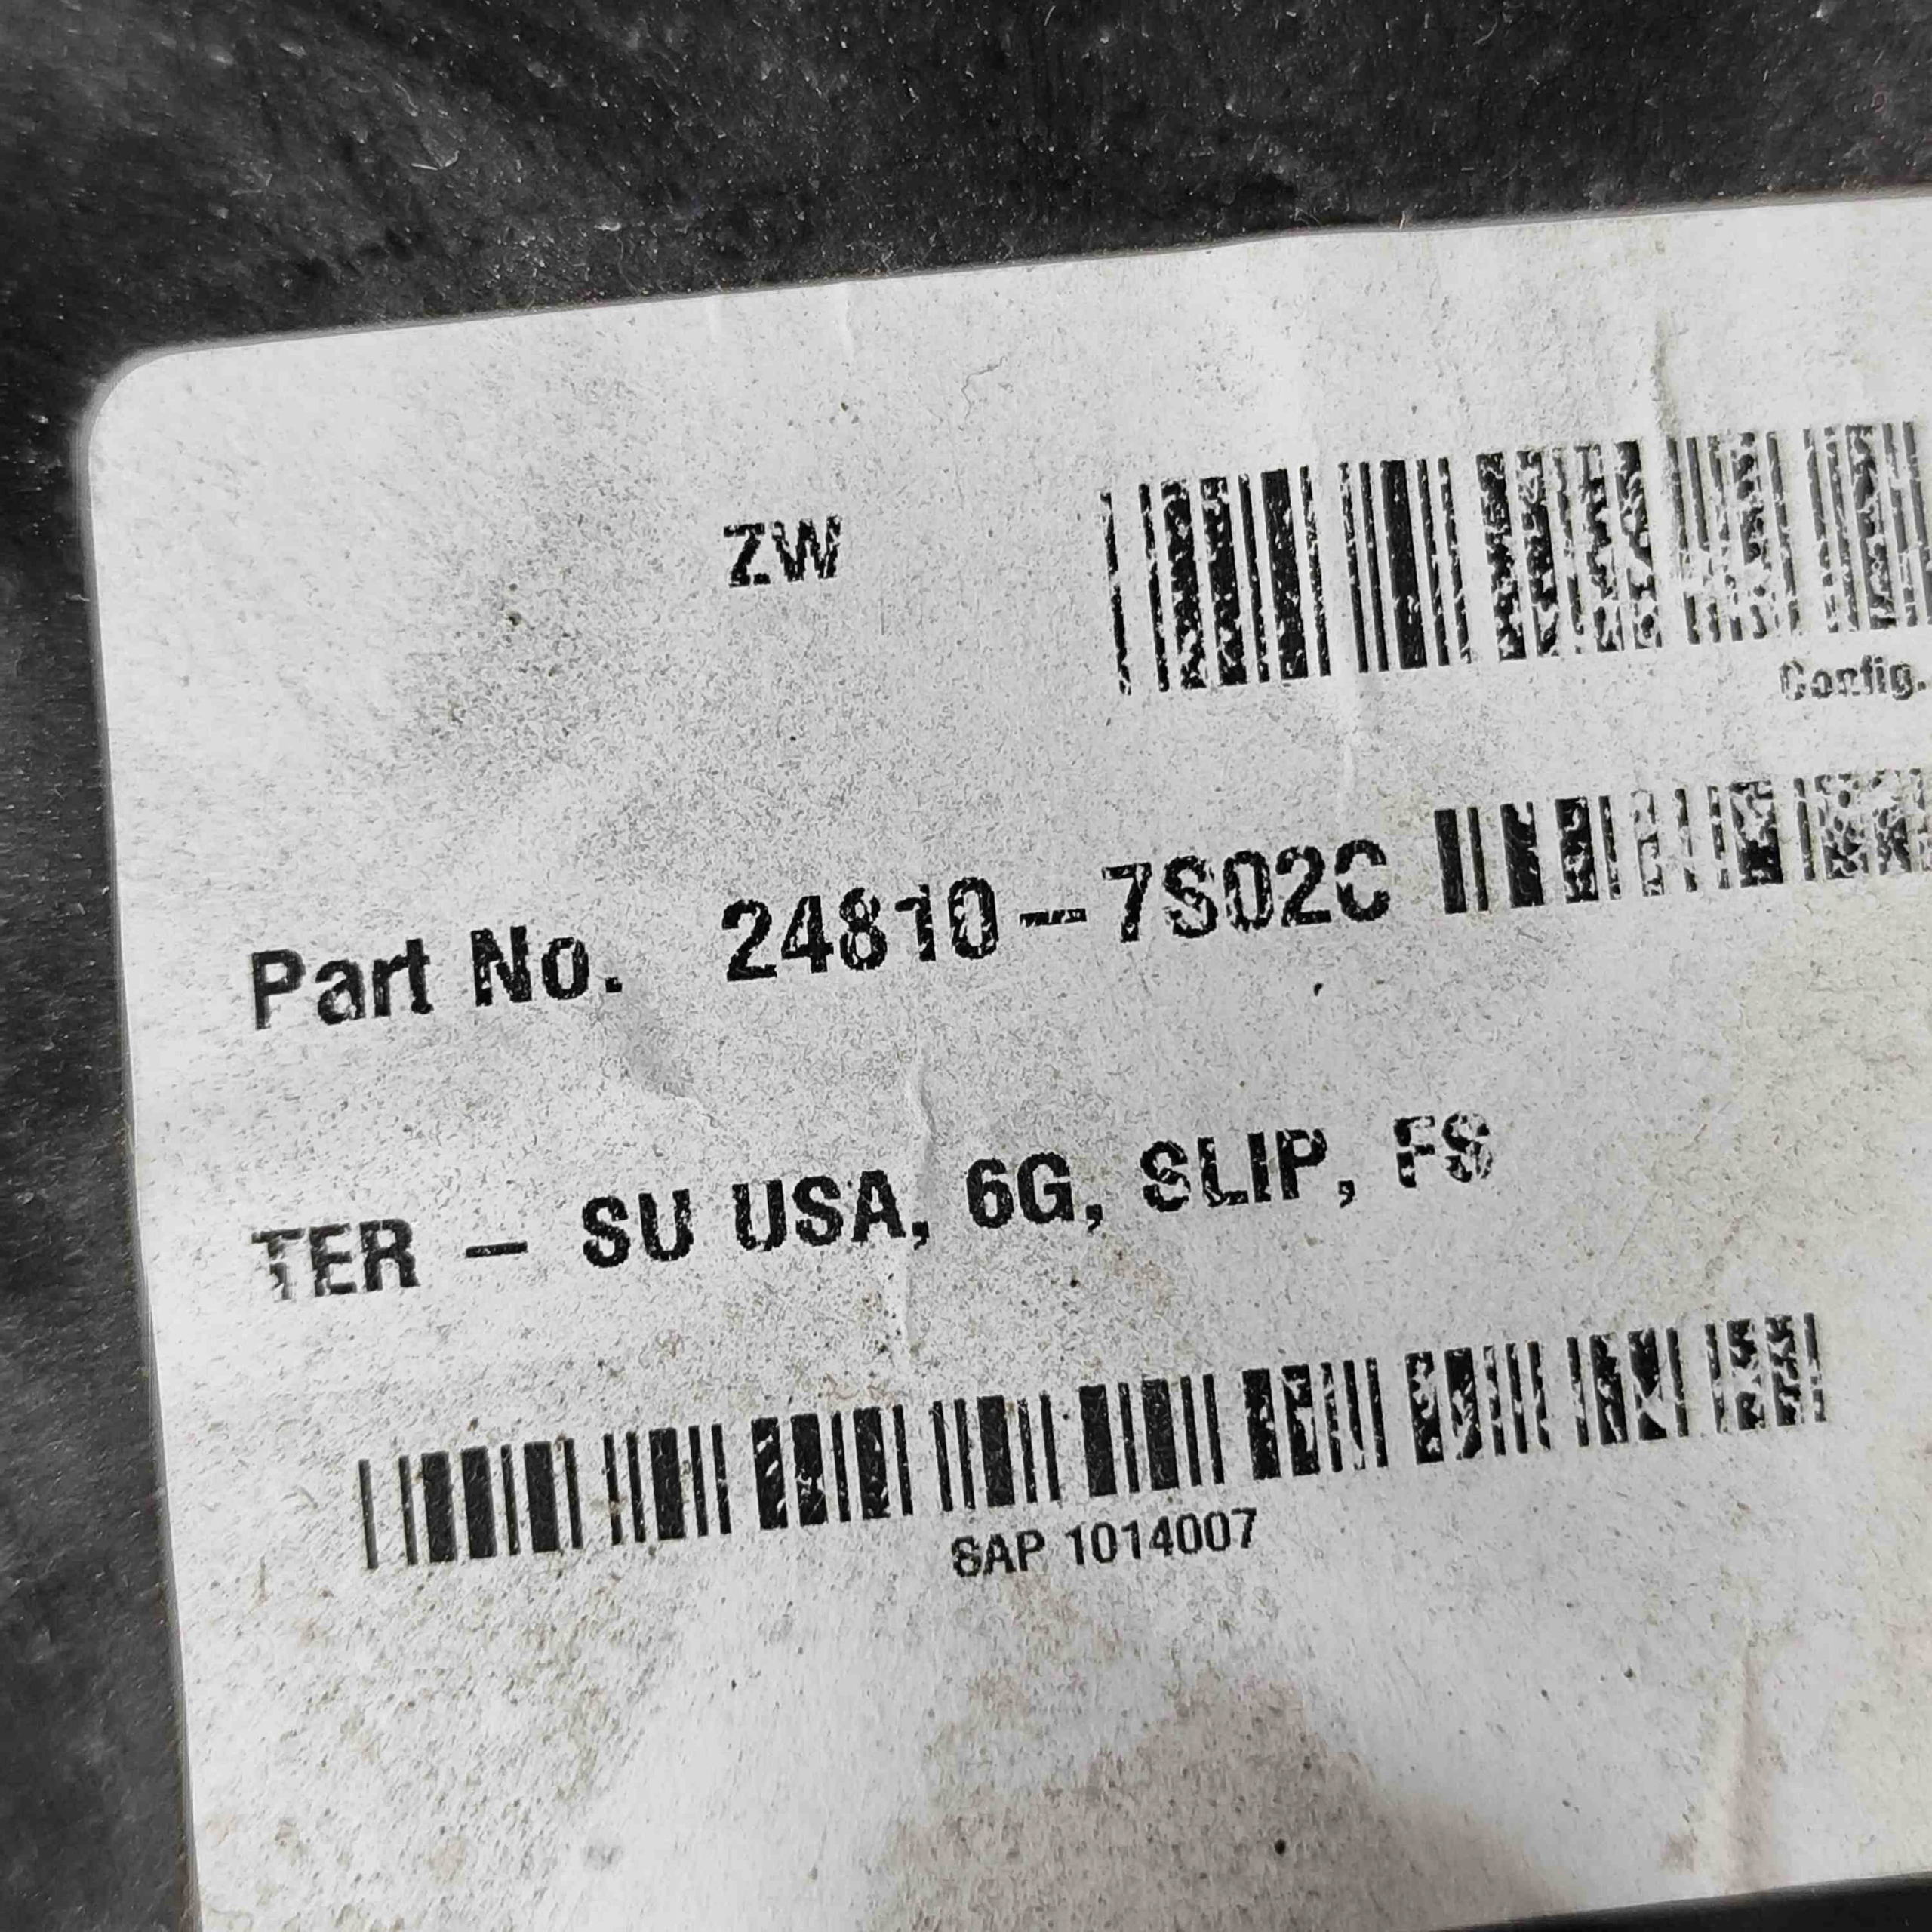 ZW
Config.
Part No. 24810-7S02C
TER - SU USA, 6G, SLIP, FS
SAP 1014007